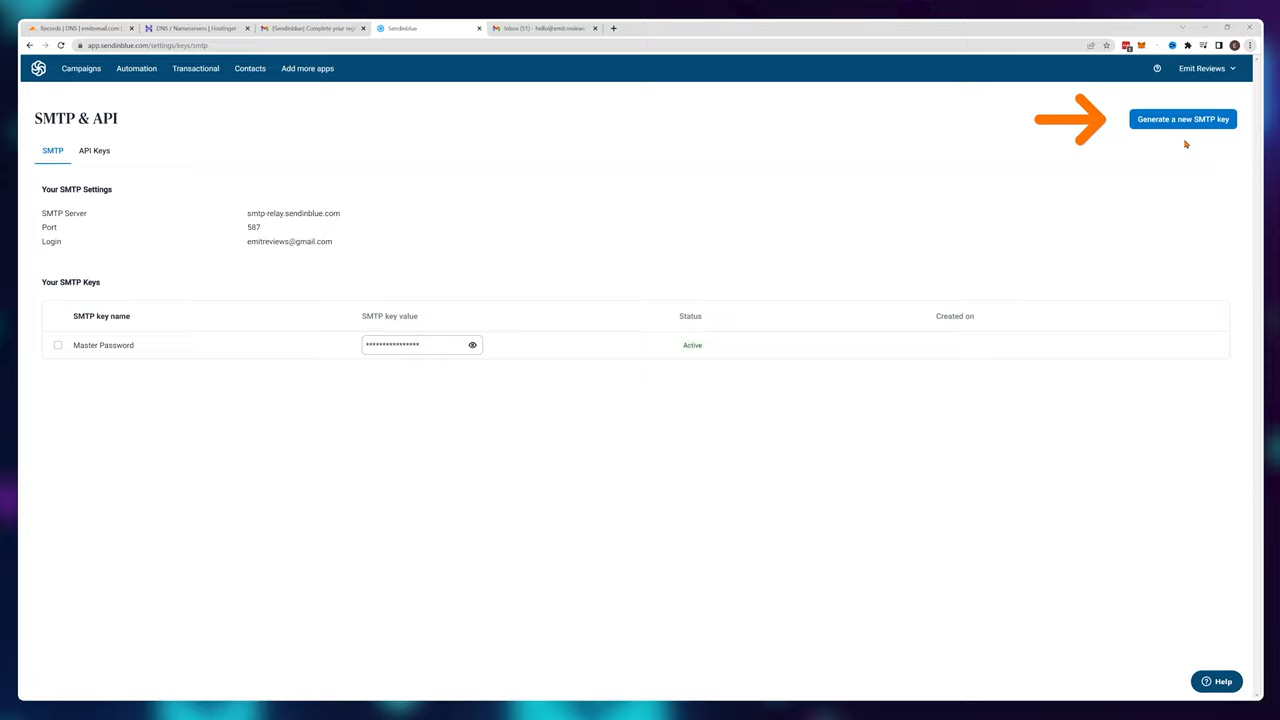 Records | DNS | emitemail.com |
DNS / Nameservers | Hostinger
[Sendinblue] Complete your regi
Sendinblue
Inbox (51) - hello@emit.reviews
app.sendinblue.com/settings/keys/smtp
Campaigns
Automation
Transactional
Contacts
Add more apps
Emit Reviews
SMTP & API
Generate a new SMTP key
SMTP
API Keys
Your SMTP Settings
SMTP Server smtp-relay.sendinblue.com
Port 587
Login emitreviews@gmail.com
Your SMTP Keys
SMTP key name SMTP key value Status Created on
Master Password *************** Active
Help